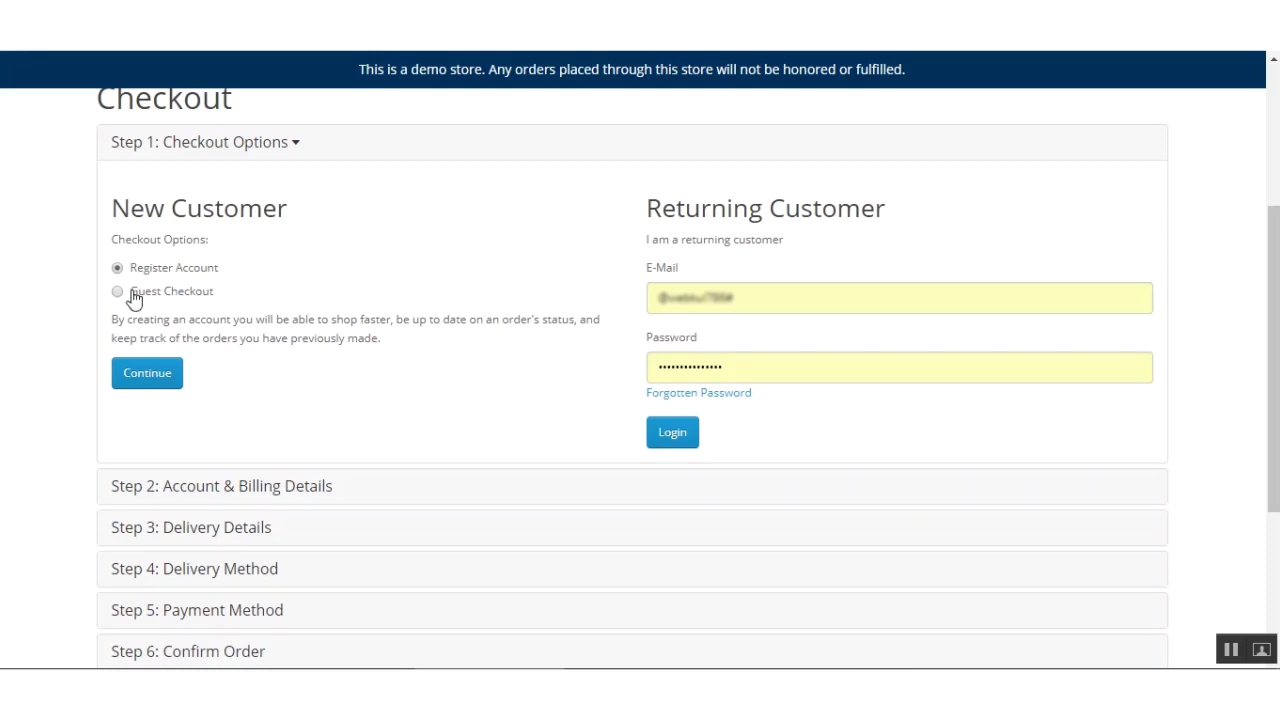 This is a demo store. Any orders placed through this store will not be honored or fulfilled.
Checkout
Step 1: Checkout Options
New Customer
Checkout Options:
Register Account
Guest Checkout
By creating an account you will be able to shop faster, be up to date on an order's status, and
keep track of the orders you have previously made.
Continue
Returning Customer
I am a returning customer
E-Mail
Password
•••••••••••••••
Forgotten Password
Login
Step 2: Account & Billing Details
Step 3: Delivery Details
Step 4: Delivery Method
Step 5: Payment Method
Step 6: Confirm Order